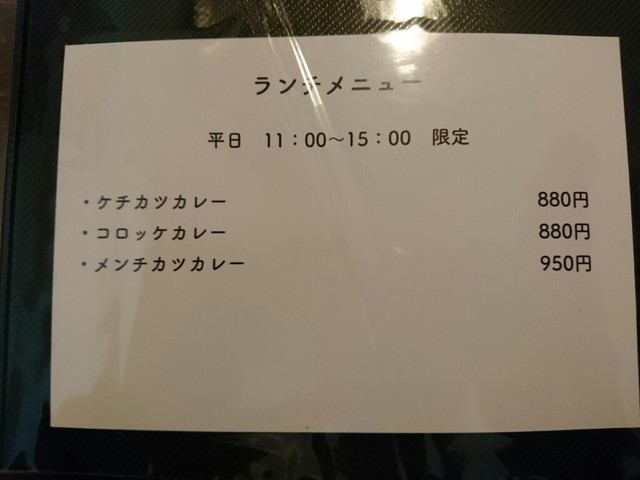 ランチメニュー
平日 11：00～15：00 限定
・ケチカツカレー 880円
・コロッケカレー 880円
・メンチカツカレー 950円